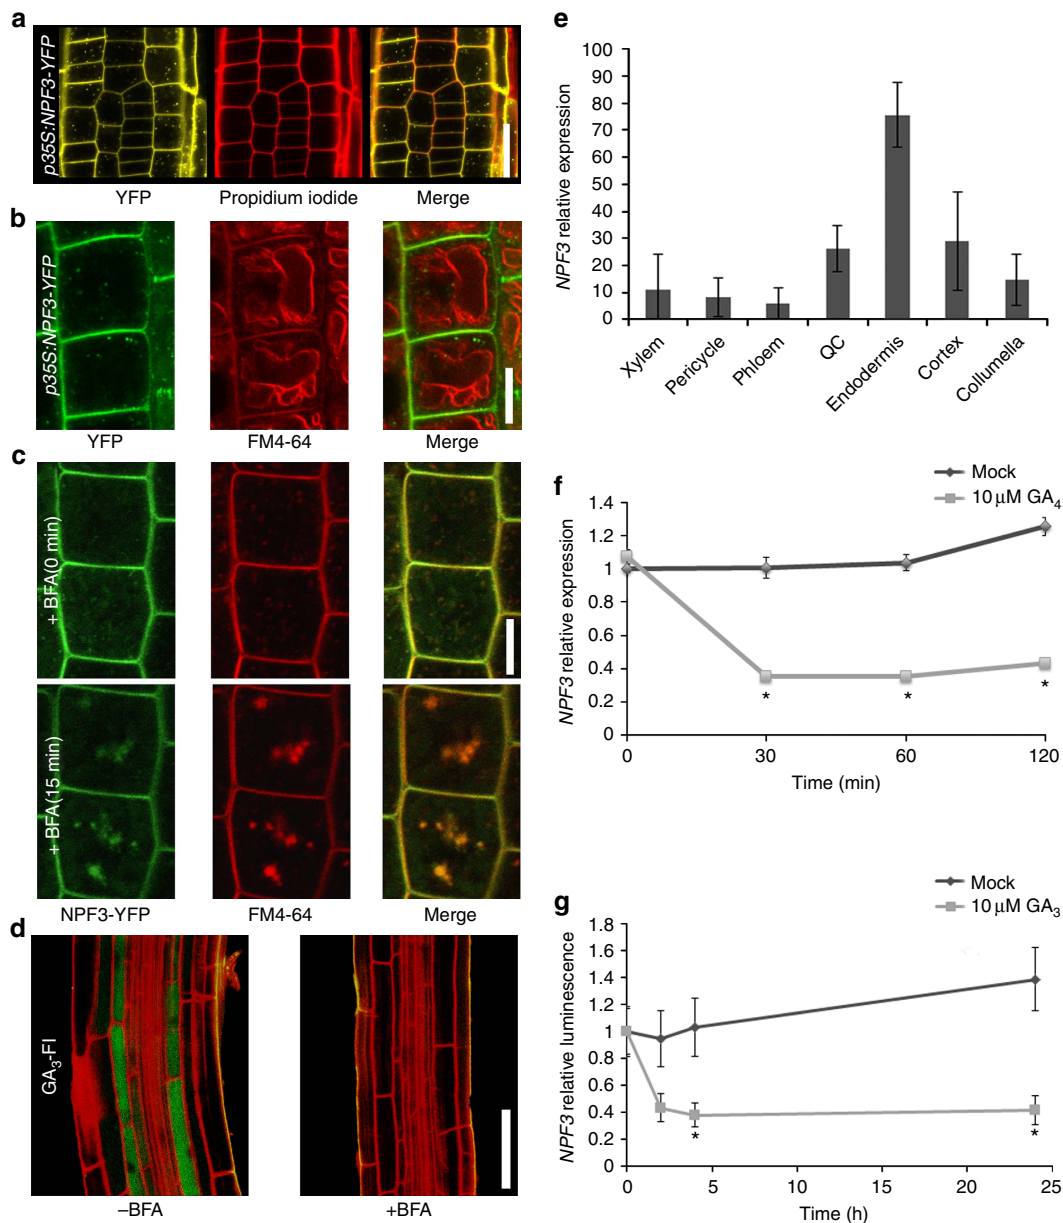 a
p35S:NPF3-YFP
YFP
Propidium iodide
Merge
b
p35S:NPF3-YFP
YFP
FM4-64
Merge
c
+ BFA(0 min)
+ BFA(15 min)
NPF3-YFP
FM4-64
Merge
d
GA3-Fl
–BFA
+BFA
e
NPF3 relative expression
100
90
80
70
60
50
40
30
20
10
0
Xylem
Pericycle
Phloem
QC
Endodermis
Cortex
Collumella
f
Mock
10 µM GA4
NPF3 relative expression
1.4
1.2
1
0.8
0.6
0.4
0.2
0
*
*
*
0
30
60
120
Time (min)
g
Mock
10 µM GA3
NPF3 relative luminescence
1.8
1.6
1.4
1.2
1
0.8
0.6
0.4
0.2
0
*
*
0
5
10
15
20
25
Time (h)